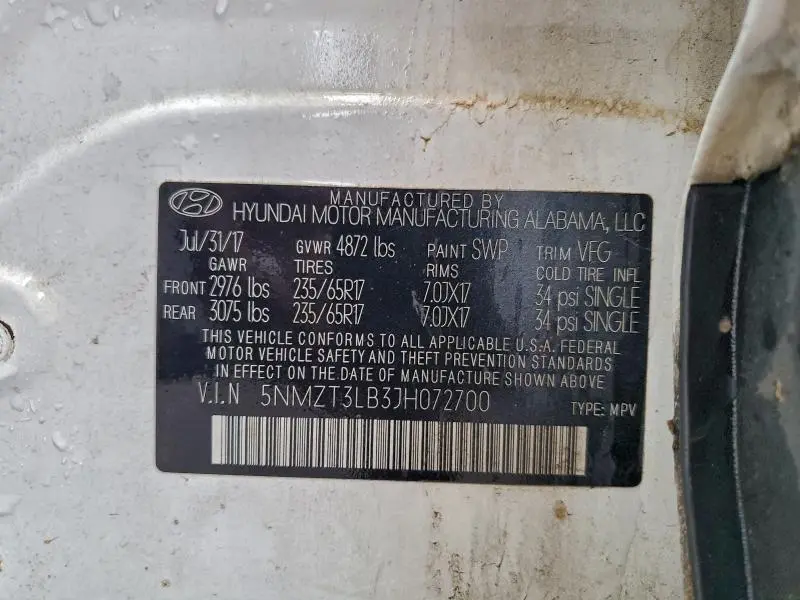 MANUFACTURED BY
HYUNDAI MOTOR MANUFACTURING ALABAMA, LLC
Jul/31/17 GVWR 4872 lbs PAINT SWP TRIM VFG
GAWR TIRES RIMS COLD TIRE INFL
FRONT 2976 lbs 235/65R17 7.0JX17 34 psi SINGLE
REAR 3075 lbs 235/65R17 7.0JX17 34 psi SINGLE
THIS VEHICLE CONFORMS TO ALL APPLICABLE U.S.A. FEDERAL
MOTOR VEHICLE SAFETY AND THEFT PREVENTION STANDARDS
IN EFFECT ON THE DATE OF MANUFACTURE SHOWN ABOVE.
V.I.N 5NMZT3LB3JH072700 TYPE: MPV